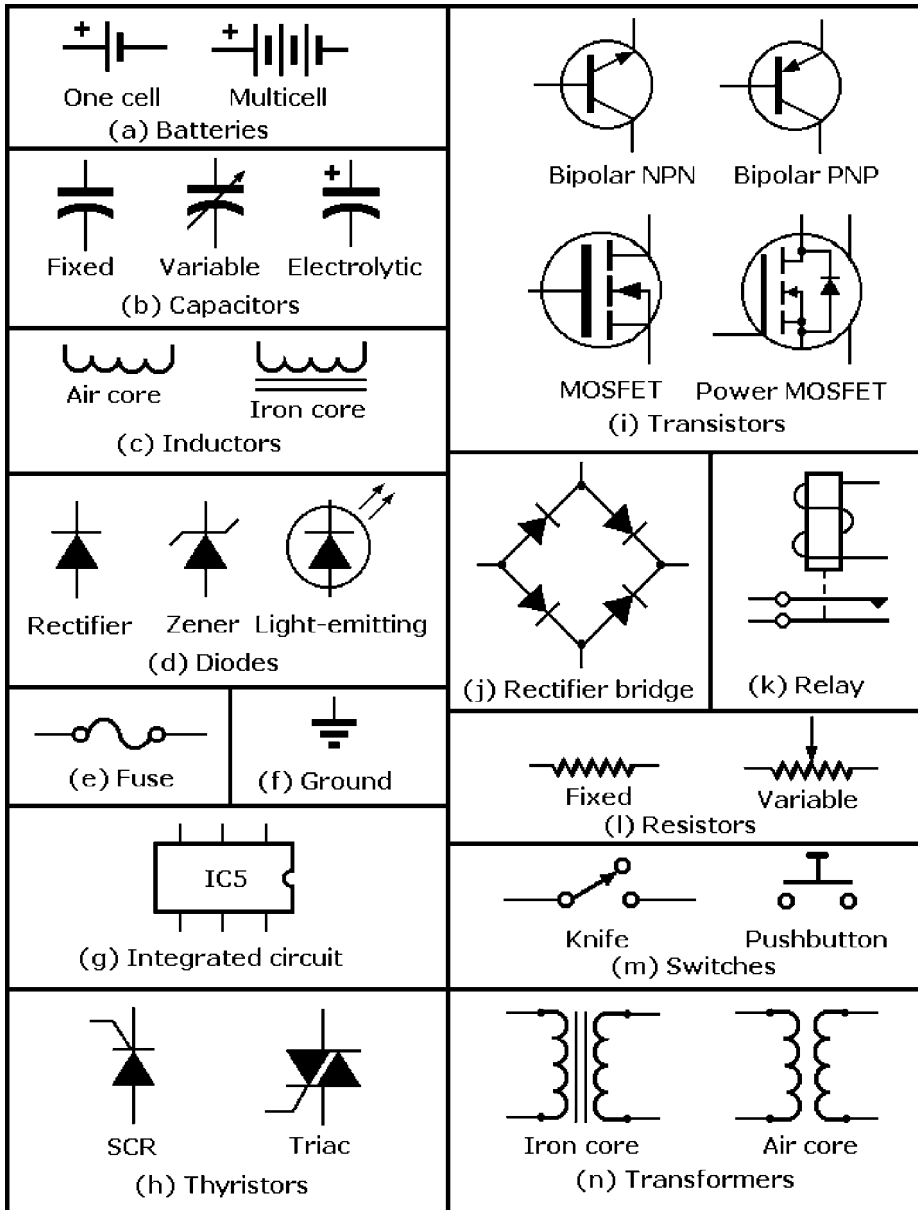 + +
One cell Multicell
(a) Batteries
+
Fixed Variable Electrolytic
(b) Capacitors
Air core Iron core
(c) Inductors
Rectifier Zener Light-emitting
(d) Diodes
(e) Fuse
(f) Ground
IC5
(g) Integrated circuit
SCR Triac
(h) Thyristors
Bipolar NPN Bipolar PNP
MOSFET Power MOSFET
(i) Transistors
(j) Rectifier bridge
(k) Relay
Fixed Variable
(l) Resistors
Knife Pushbutton
(m) Switches
Iron core Air core
(n) Transformers